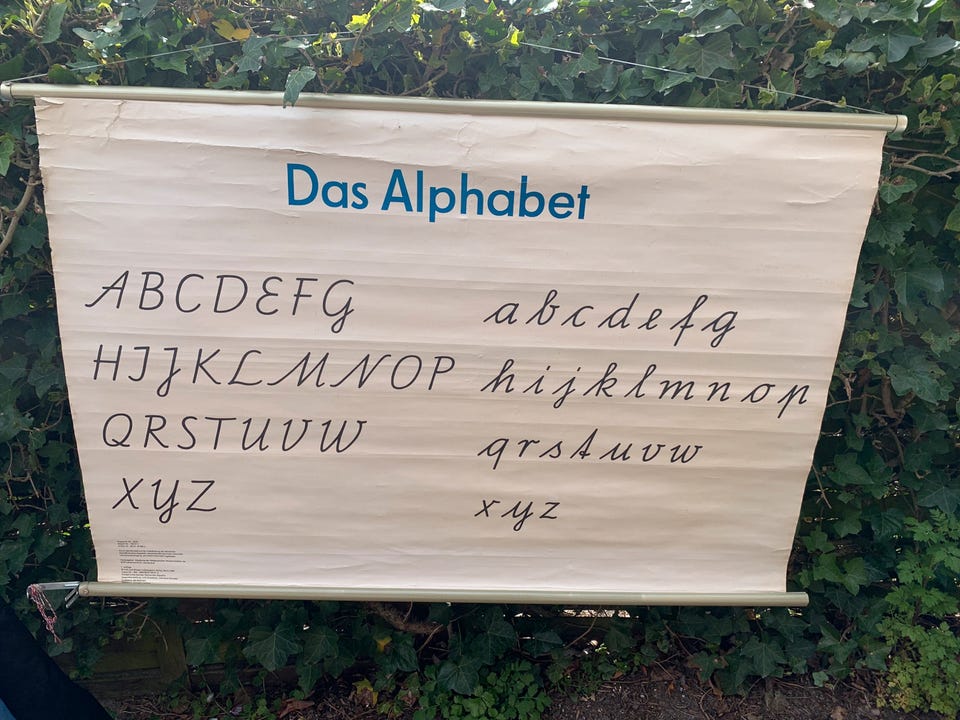 Das Alphabet
ABCDEFG
HIJKLMNOP
QRSTUVW
XYZ
abcdefg
hijklmnop
qrstuvw
xyz